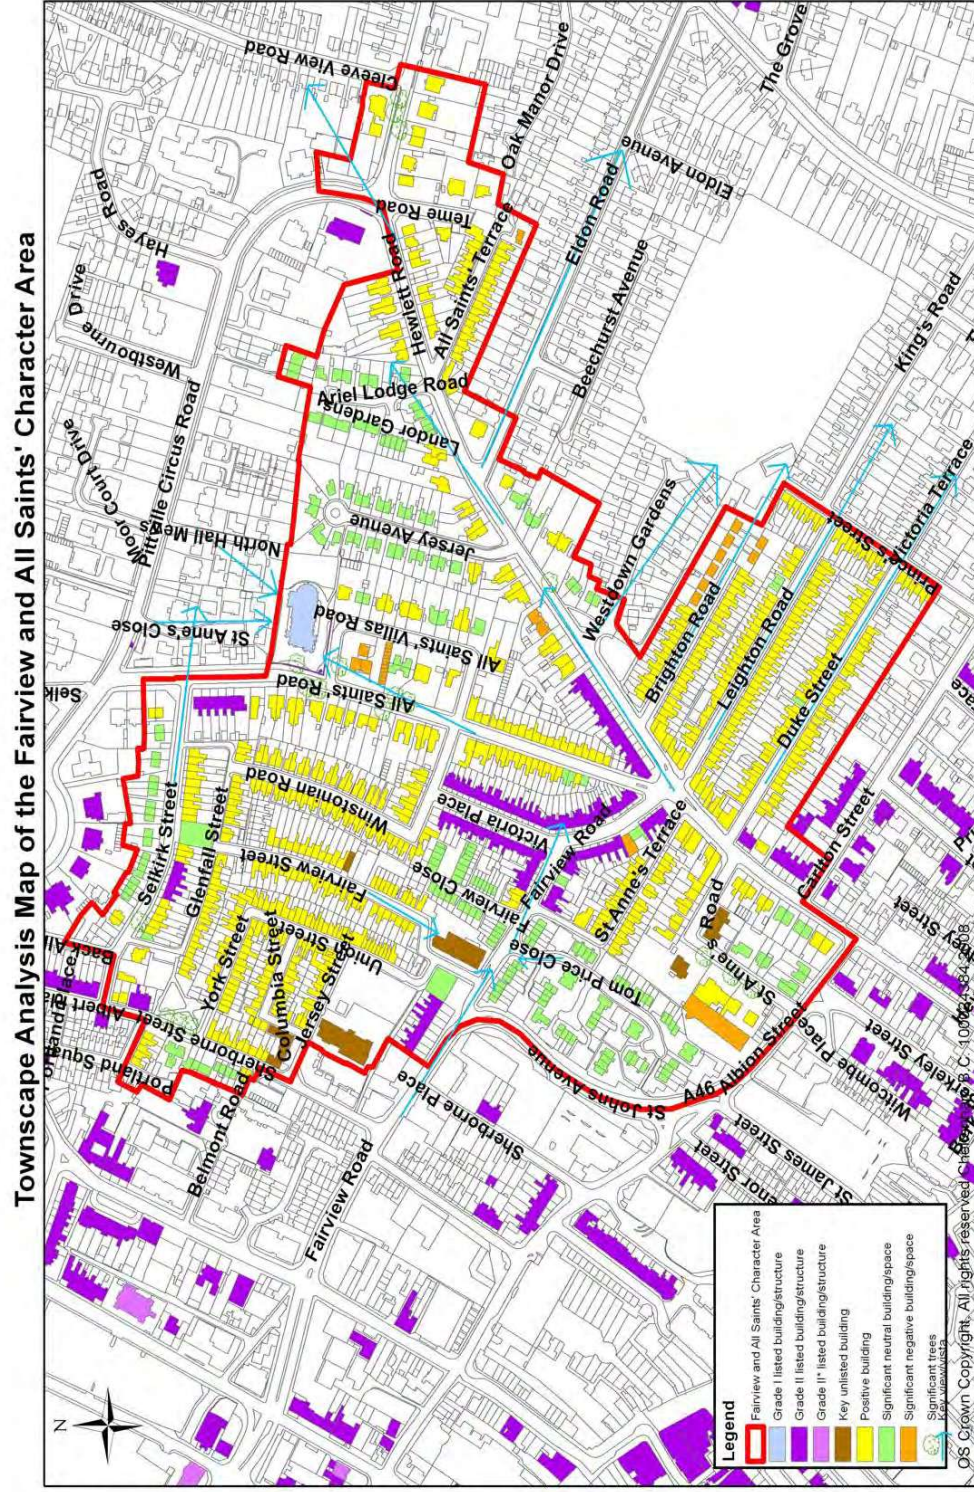 Townscape Analysis Map of the Fairview and All Saints' Character Area
N
Cleeve View Road
Oak Manor Drive
The Grove
Hayes Road
Teme Road
Eldon Road
Eldon Avenue
Westbourne Drive
Hewlett Road
All Saints' Terrace
Beechurst Avenue
King's Road
Ariel Lodge Road
Landor Gardens
Moor Court Drive
Pittville Circus Road
North Hall Mews
Jersey Avenue
Westdown Gardens
St Anne's Close
All Saints' Villas Road
All Saints' Road
Brighton Road
Leighton Road
Duke Street
Prince's Street
Victoria Terrace
Selk
Selkirk Street
Glenfall Street
Winstonian Road
Victoria Place
Fairview Road
Fairview Street
Fairview Close
St Anne's Terrace
Carlton Street
York Street
Union Street
Columbia Street
Jersey Street
Tom Price Close
St Anne's Road
Portland Square
Albert
Sherborne Street
Belmont Road
Sherborne Place
St Johns Avenue
A46 Albion Street
Witcombe Place
Berkeley Street
St James Street
Sherborne
Fairview Road
Legend
Fairview and All Saints' Character Area
Grade I listed building/structure
Grade II listed building/structure
Grade II* listed building/structure
Key unlisted building
Positive building
Significant neutral building/space
Significant negative building/space
Significant trees
Key view/vista
OS Crown Copyright. All rights reserved